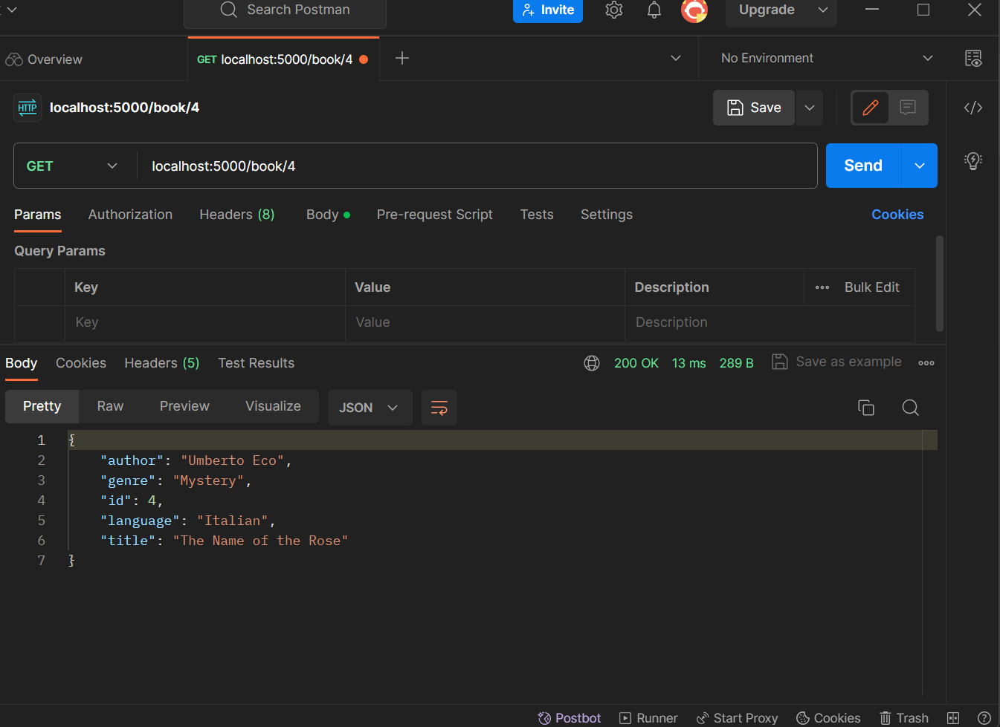 Search Postman
Invite
Upgrade
Overview
GET localhost:5000/book/4
No Environment
HTTP
localhost:5000/book/4
Save
GET
localhost:5000/book/4
Send
Params Authorization Headers (8) Body Pre-request Script Tests Settings Cookies
Query Params
Key Value Description Bulk Edit
Key Value Description
Body Cookies Headers (5) Test Results 200 OK 13 ms 289 B Save as example
Pretty Raw Preview Visualize JSON
1 {
2 "author": "Umberto Eco",
3 "genre": "Mystery",
4 "id": 4,
5 "language": "Italian",
6 "title": "The Name of the Rose"
7 }
Postbot Runner Start Proxy Cookies Trash